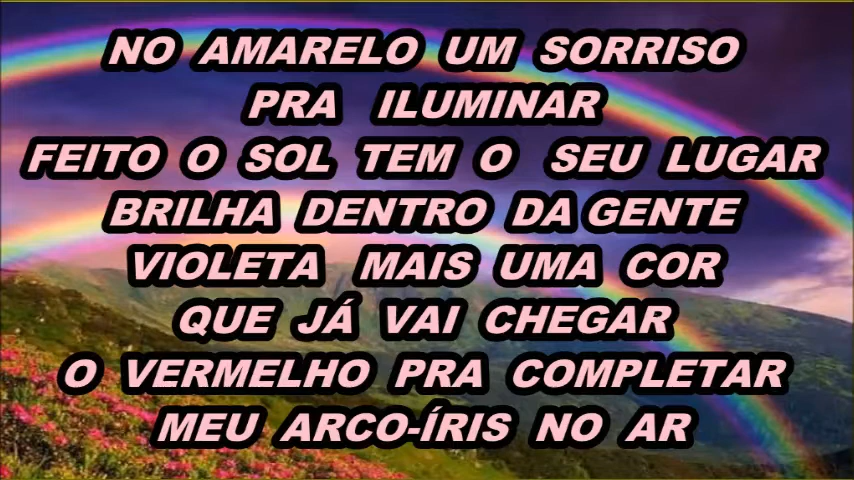 NO AMARELO UM SORRISO
PRA ILUMINAR
FEITO O SOL TEM O SEU LUGAR
BRILHA DENTRO DA GENTE
VIOLETA MAIS UMA COR
QUE JÁ VAI CHEGAR
O VERMELHO PRA COMPLETAR
MEU ARCO-ÍRIS NO AR